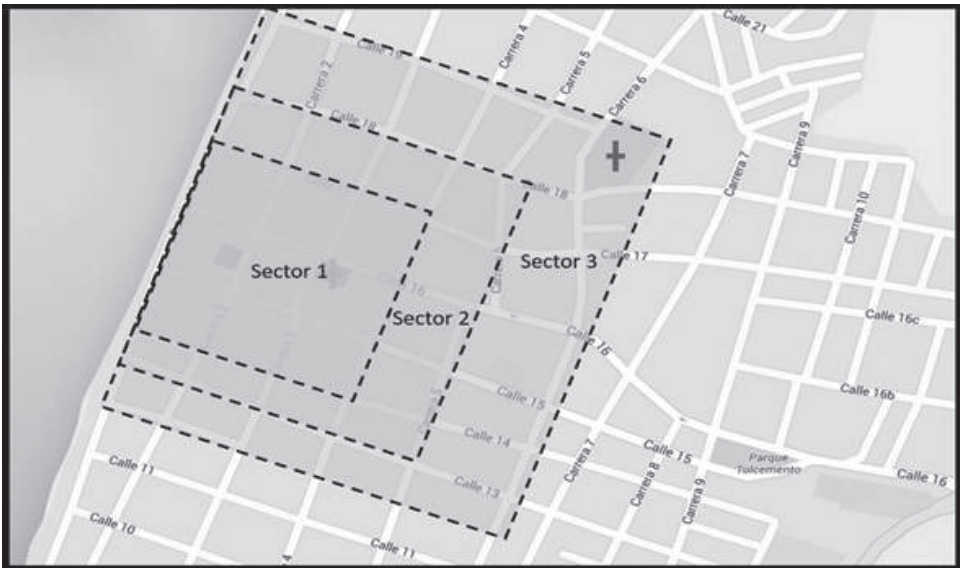 Calle 21
Calle 19
Carrera 4
Carrera 5
Carrera 6
Carrera 2
Calle 18
Carrera 7
Carrera 9
Calle 18
Carrera 10
Sector 3
Calle 17
Sector 1
16
Sector 2
Calle 16c
Calle 16
Calle 16b
Calle 15
Calle 14
Calle 15
Parque
Tolcemento
Calle 16
Calle 11
Carrera 7
Carrera 8
Carrera 9
Calle 13
Calle 10
Calle 11
4